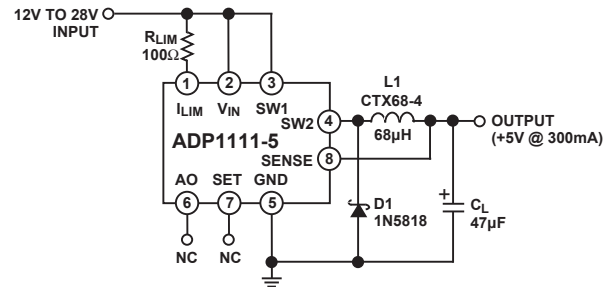 12V TO 28V
INPUT
RLIM
100Ω
1
2
3
ILIM
VIN
SW1
SW2
4
L1
CTX68-4
68µH
OUTPUT
(+5V @ 300mA)
ADP1111-5
SENSE
8
AO
SET
GND
6
7
5
NC
NC
D1
1N5818
+
CL
47µF